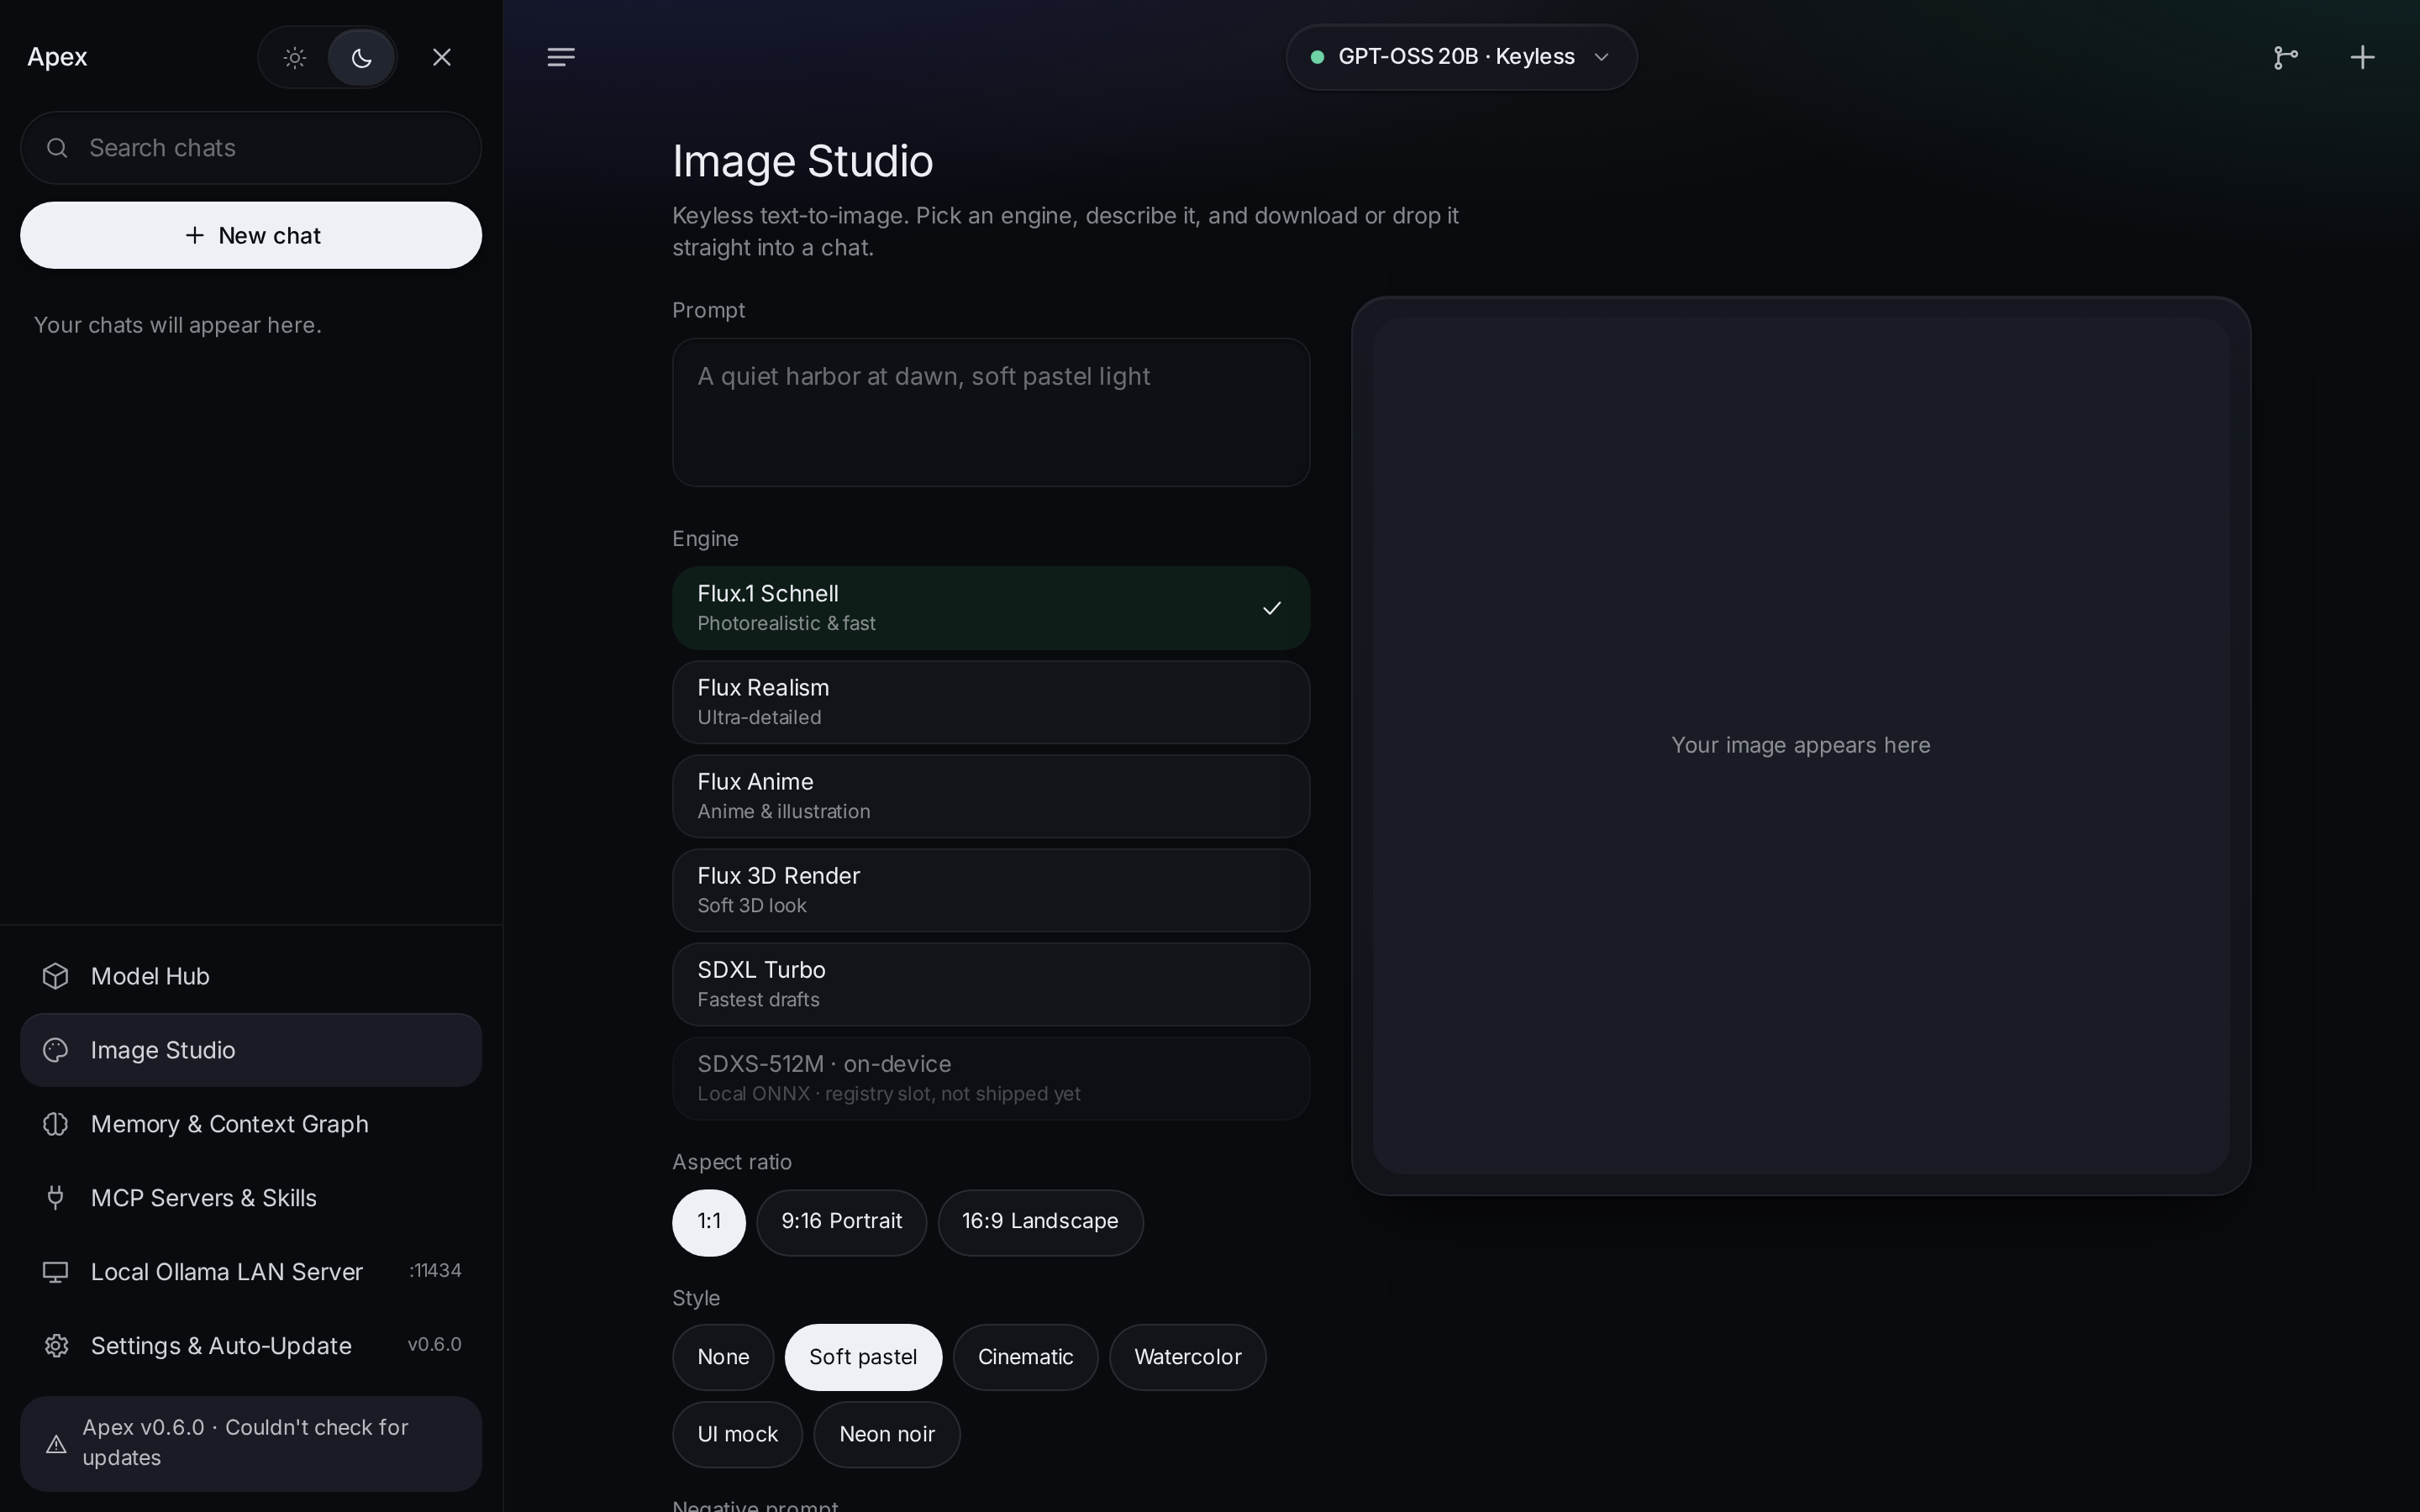 Apex
Search chats
New chat
Your chats will appear here.
Model Hub
Image Studio
Memory & Context Graph
MCP Servers & Skills
Local Ollama LAN Server :11434
Settings & Auto-Update v0.6.0
Apex v0.6.0 · Couldn't check for
updates
GPT-OSS 20B · Keyless
Image Studio
Keyless text-to-image. Pick an engine, describe it, and download or drop it
straight into a chat.
Prompt
A quiet harbor at dawn, soft pastel light
Engine
Flux.1 Schnell
Photorealistic & fast
Flux Realism
Ultra-detailed
Flux Anime
Anime & illustration
Flux 3D Render
Soft 3D look
SDXL Turbo
Fastest drafts
SDXS-512M · on-device
Local ONNX · registry slot, not shipped yet
Aspect ratio
1:1 9:16 Portrait 16:9 Landscape
Style
None Soft pastel Cinematic Watercolor
UI mock Neon noir
Negative prompt
Your image appears here